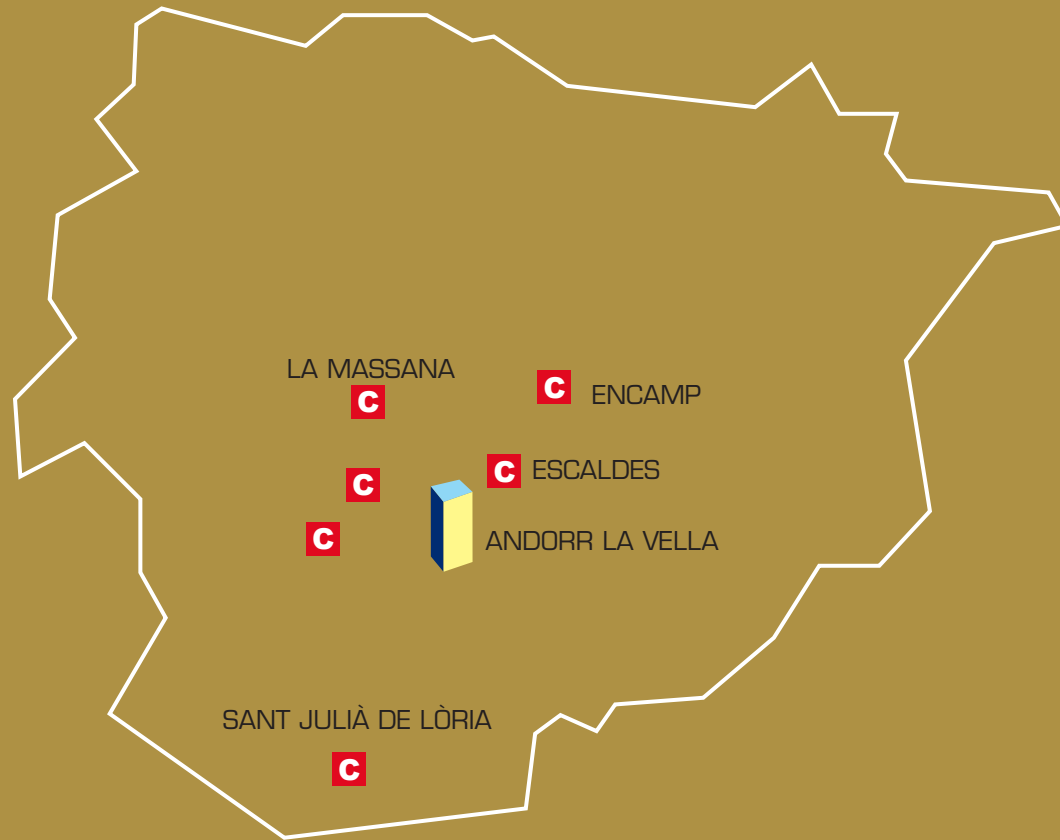 LA MASSANA
C
C
ENCAMP
C
ESCALDES
C
C
ANDORR LA VELLA
SANT JULIÀ DE LÒRIA
C